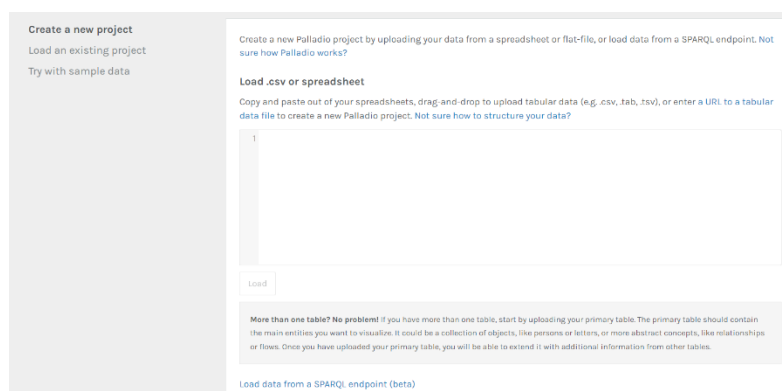 Create a new project
Load an existing project
Try with sample data
Create a new Palladio project by uploading your data from a spreadsheet or flat-file, or load data from a SPARQL endpoint. Not
sure how Palladio works?
Load .csv or spreadsheet
Copy and paste out of your spreadsheets, drag-and-drop to upload tabular data (e.g. .csv, .tab, .tsv), or enter a URL to a tabular
data file to create a new Palladio project. Not sure how to structure your data?
1
Load
More than one table? No problem! If you have more than one table, start by uploading your primary table. The primary table should contain
the main entities you want to visualize. It could be a collection of objects, like persons or letters, or more abstract concepts, like relationships
or flows. Once you have uploaded your primary table, you will be able to extend it with additional information from other tables.
Load data from a SPARQL endpoint (beta)